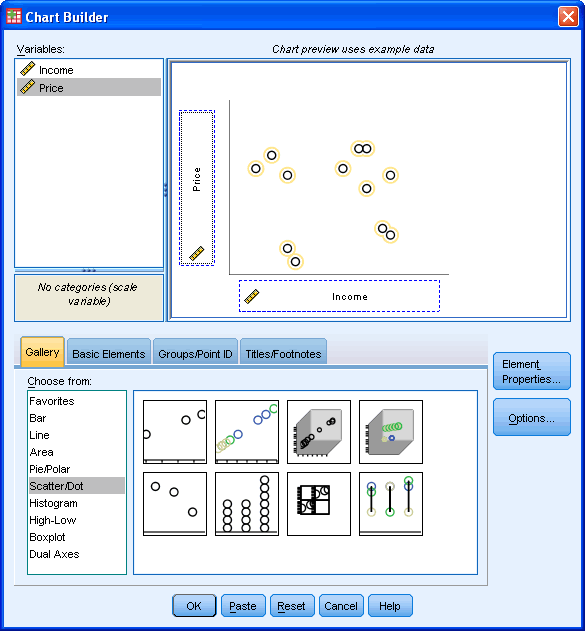 Chart Builder
Variables:
Chart preview uses example data
Income
Price
Price
Income
No categories (scale
variable)
Gallery
Basic Elements
Groups/Point ID
Titles/Footnotes
Element
Properties...
Options...
Choose from:
Favorites
Bar
Line
Area
Pie/Polar
Scatter/Dot
Histogram
High-Low
Boxplot
Dual Axes
OK
Paste
Reset
Cancel
Help